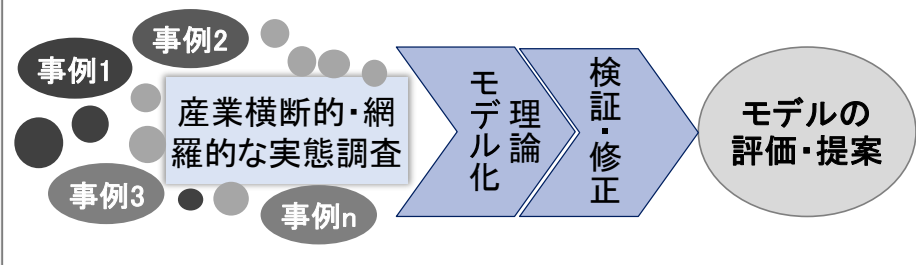 事例1
事例2
産業横断的・網
羅的な実態調査
事例3
事例n
理論
モデル化
検証・修正
モデルの
評価・提案